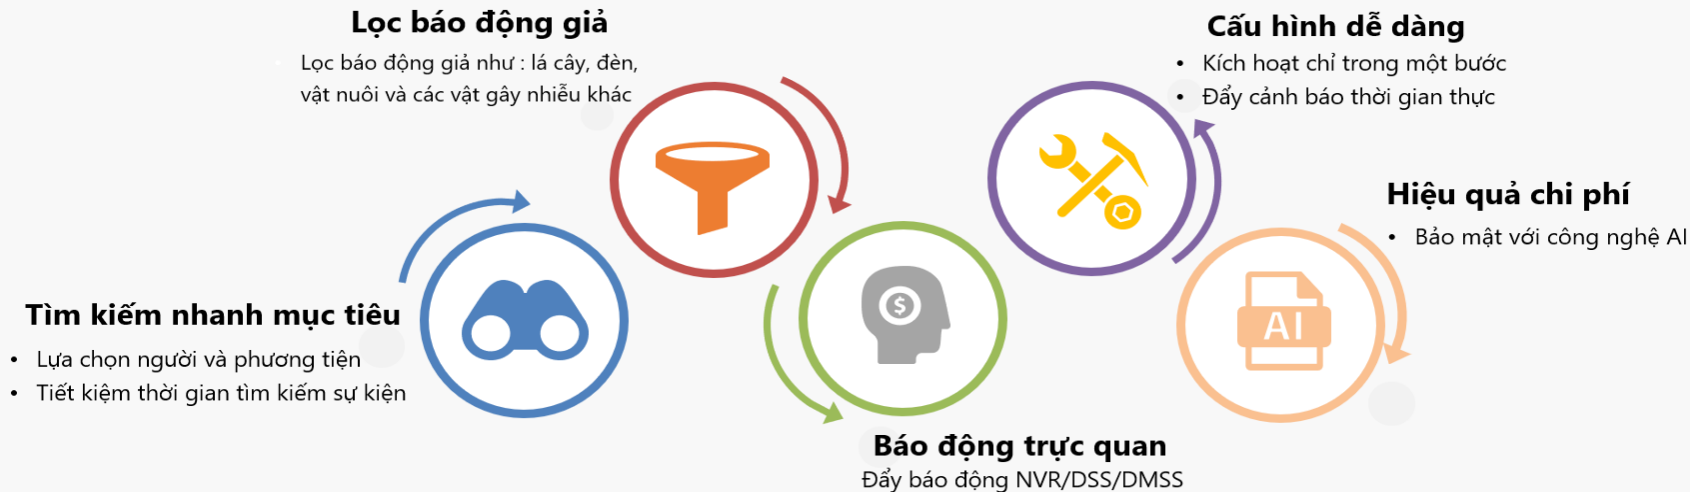 Lọc báo động giả
Lọc báo động giả như : lá cây, đèn,
vật nuôi và các vật gây nhiễu khác
Cấu hình dễ dàng
• Kích hoạt chỉ trong một bước
• Đẩy cảnh báo thời gian thực
Hiệu quả chi phí
• Bảo mật với công nghệ AI
Tìm kiếm nhanh mục tiêu
• Lựa chọn người và phương tiện
• Tiết kiệm thời gian tìm kiếm sự kiện
$
AI
Báo động trực quan
Đẩy báo động NVR/DSS/DMSS